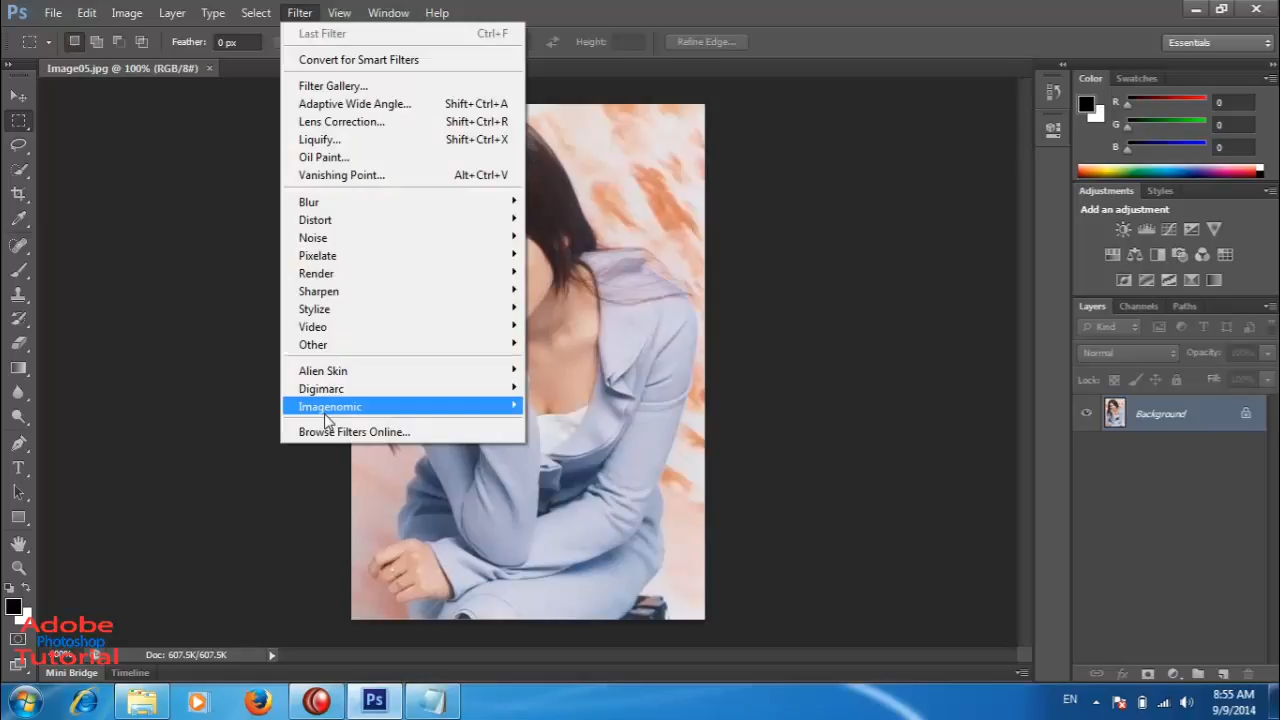 Ps File Edit Image Layer Type Select Filter View Window Help
Feather: 0 px Height: Refine Edge... Essentials
Image05.jpg @ 100% (RGB/8#) ×
Last Filter Ctrl+F
Convert for Smart Filters
Filter Gallery...
Adaptive Wide Angle... Shift+Ctrl+A
Lens Correction... Shift+Ctrl+R
Liquify... Shift+Ctrl+X
Oil Paint...
Vanishing Point... Alt+Ctrl+V
Blur
Distort
Noise
Pixelate
Render
Sharpen
Stylize
Video
Other
Alien Skin
Digimarc
Imagenomic
Browse Filters Online...
Color Swatches
R 0
G 0
B 0
Adjustments Styles
Add an adjustment
Layers Channels Paths
Kind
Normal Opacity:
Lock: Fill:
Background
Adobe
Photoshop
Tutorial
Doc: 607.5K/607.5K
Mini Bridge Timeline
Ps EN 8:55 AM
9/9/2014